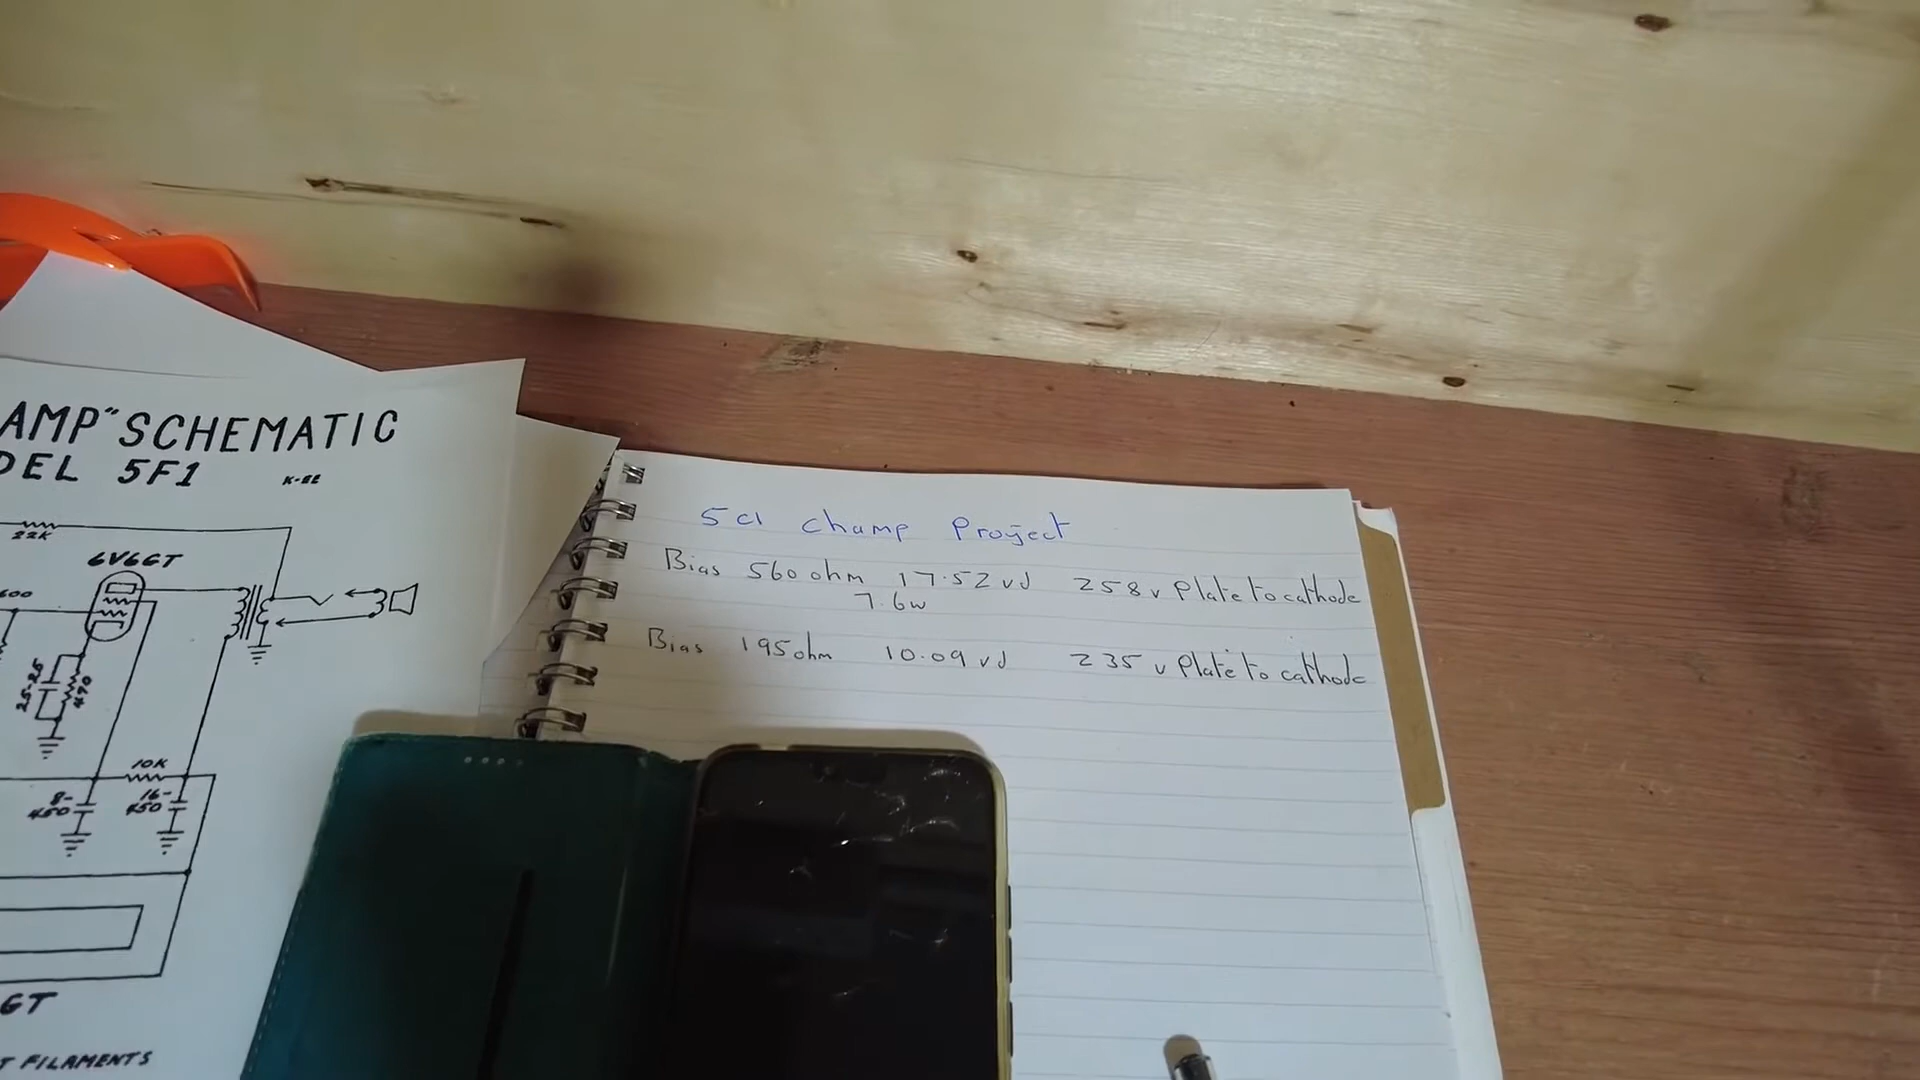 AMP" SCHEMATIC
DEL 5F1
K-EE
22K
6V6GT
600
25-25
470
10K
8-
450
16-
450
GT
T FILAMENTS
5c1 champ Project
Bias 560 ohm 17.52 vd 258 v Plate to cathode
7.6w
Bias 195 ohm 10.09 vd 235 v Plate to cathode